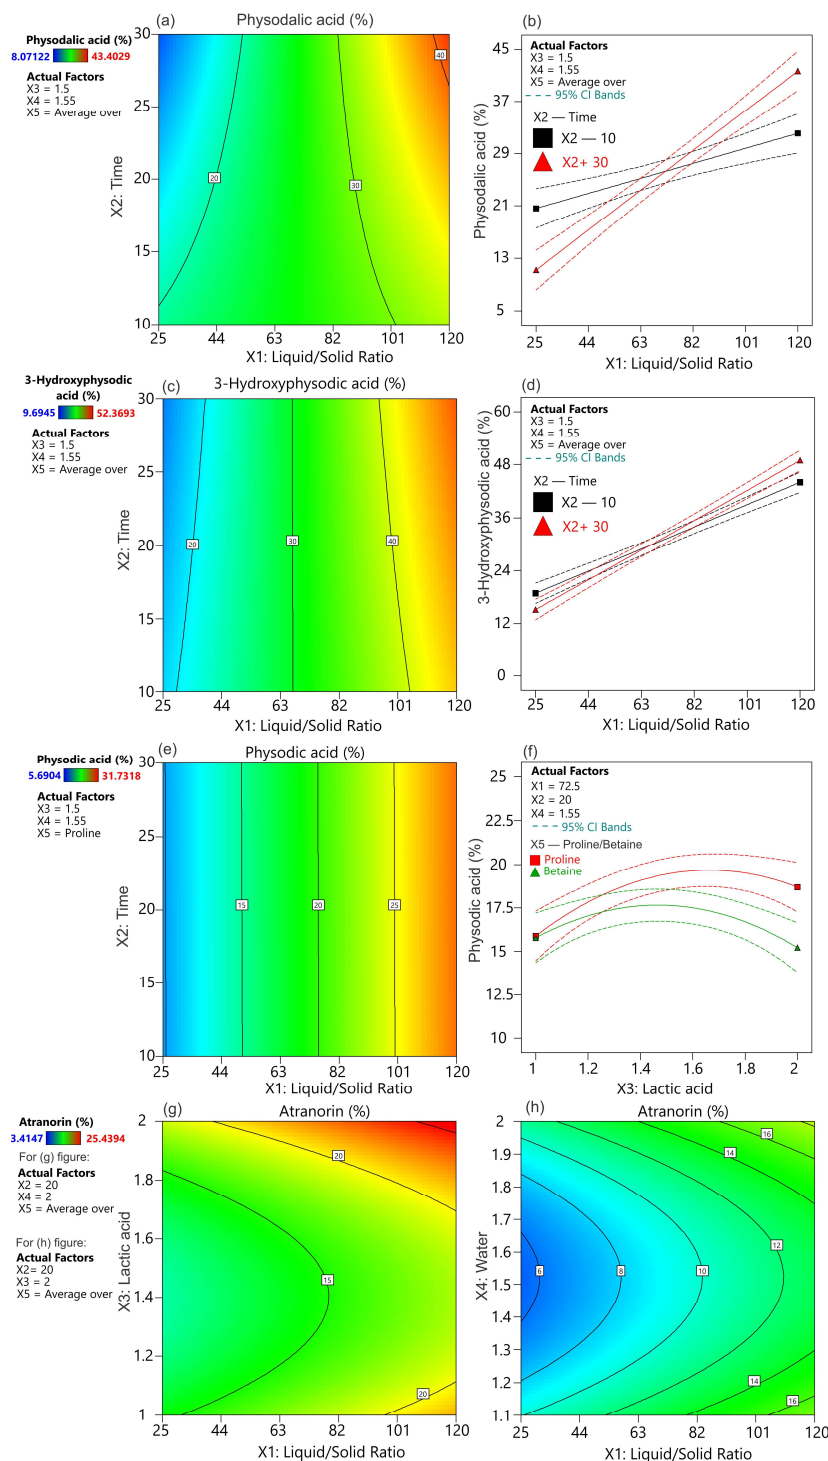 (a) Physodalic acid (%)
Physodalic acid (%)
8.07122 43.4029
Actual Factors
X3 = 1.5
X4 = 1.55
X5 = Average over
X2: Time
30
25
20
15
10
40
20
30
25 44 63 82 101 120
X1: Liquid/Solid Ratio
(b)
Physodalic acid (%)
45
37
29
21
13
5
Actual Factors
X3 = 1.5
X4 = 1.55
X5 = Average over
95% CI Bands
X2 — Time
X2 — 10
X2+ 30
25 44 63 82 101 120
X1: Liquid/Solid Ratio
(c) 3-Hydroxyphysodic acid (%)
3-Hydroxyphysodic
acid (%)
9.6945 52.3693
Actual Factors
X3 = 1.5
X4 = 1.55
X5 = Average over
X2: Time
30
25
20
15
10
20
30
40
25 44 63 82 101 120
X1: Liquid/Solid Ratio
(d)
3-Hydroxyphysodic acid (%)
60
48
36
24
12
0
Actual Factors
X3 = 1.5
X4 = 1.55
X5 = Average over
95% CI Bands
X2 — Time
X2 — 10
X2+ 30
25 44 63 82 101 120
X1: Liquid/Solid Ratio
(e) Physodic acid (%)
Physodic acid (%)
5.6904 31.7318
Actual Factors
X3 = 1.5
X4 = 1.55
X5 = Proline
X2: Time
30
25
20
15
10
15
20
25
25 44 63 82 101 120
X1: Liquid/Solid Ratio
(f)
Physodic acid (%)
25
22.5
20
17.5
15
12.5
10
Actual Factors
X1 = 72.5
X2 = 20
X4 = 1.55
95% CI Bands
X5 — Proline/Betaine
Proline
Betaine
1 1.2 1.4 1.6 1.8 2
X3: Lactic acid
(g) Atranorin (%)
Atranorin (%)
3.4147 25.4394
For (g) figure:
Actual Factors
X2 = 20
X4 = 2
X5 = Average over
For (h) figure:
Actual Factors
X2= 20
X3 = 2
X5 = Average over
X3: Lactic acid
2
1.8
1.6
1.4
1.2
1
20
15
20
25 44 63 82 101 120
X1: Liquid/Solid Ratio
(h) Atranorin (%)
X4: Water
2
1.9
1.8
1.7
1.6
1.5
1.4
1.3
1.2
1.1
16
14
12
6
8
10
14
16
25 44 63 82 101 120
X1: Liquid/Solid Ratio